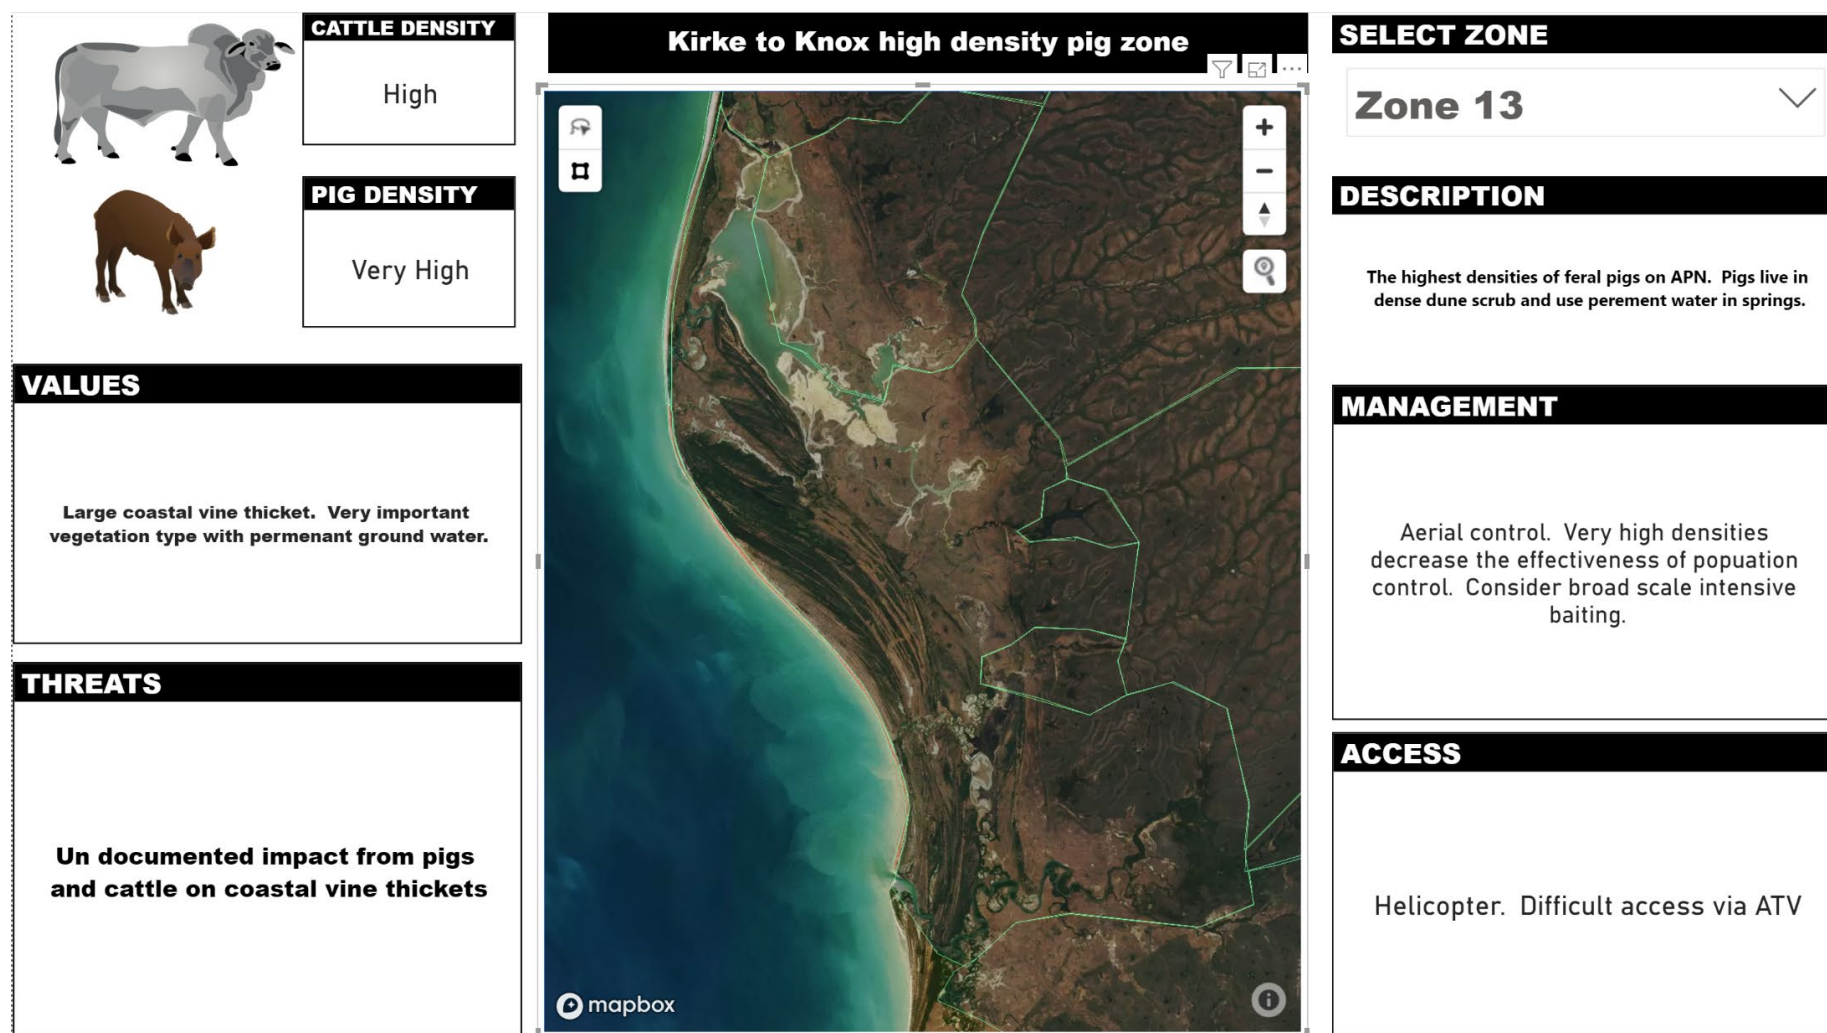 CATTLE DENSITY
High
PIG DENSITY
Very High
VALUES
Large coastal vine thicket.  Very important
vegetation type with permenant ground water.
THREATS
Un documented impact from pigs
and cattle on coastal vine thickets
Kirke to Knox high density pig zone
mapbox
SELECT ZONE
Zone 13
DESCRIPTION
The highest densities of feral pigs on APN.  Pigs live in
dense dune scrub and use perement water in springs.
MANAGEMENT
Aerial control.  Very high densities
decrease the effectiveness of popuation
control.  Consider broad scale intensive
baiting.
ACCESS
Helicopter.  Difficult access via ATV